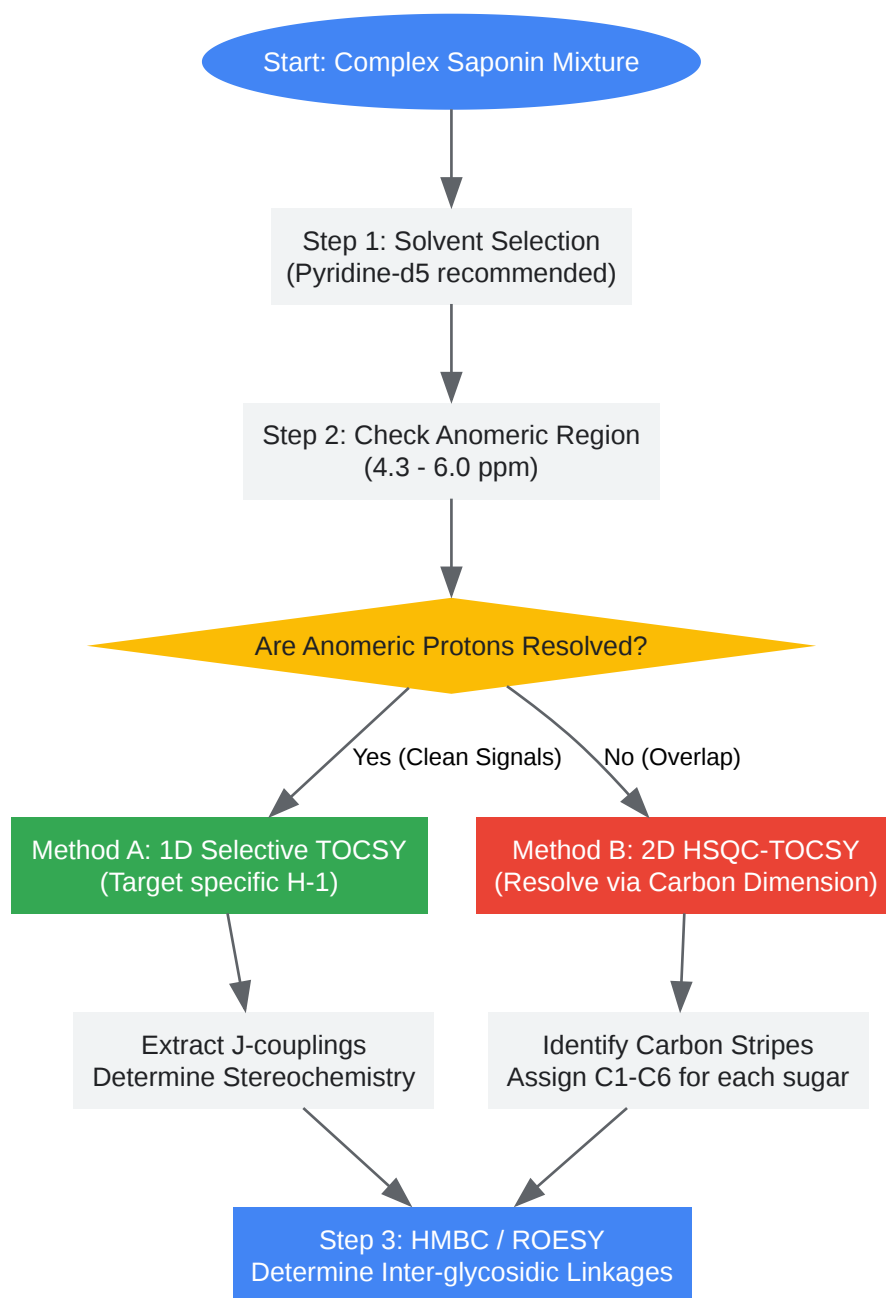 Start: Complex Saponin Mixture
Step 1: Solvent Selection
(Pyridine-d5 recommended)
Step 2: Check Anomeric Region
(4.3 - 6.0 ppm)
Are Anomeric Protons Resolved?
Yes (Clean Signals)
No (Overlap)
Method A: 1D Selective TOCSY
(Target specific H-1)
Method B: 2D HSQC-TOCSY
(Resolve via Carbon Dimension)
Extract J-couplings
Determine Stereochemistry
Identify Carbon Stripes
Assign C1-C6 for each sugar
Step 3: HMBC / ROESY
Determine Inter-glycosidic Linkages